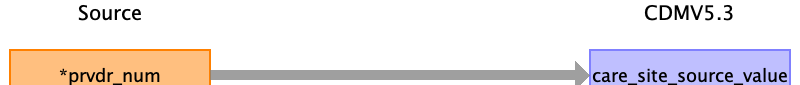 Source
CDMV5.3
*prvdr_num
care_site_source_value